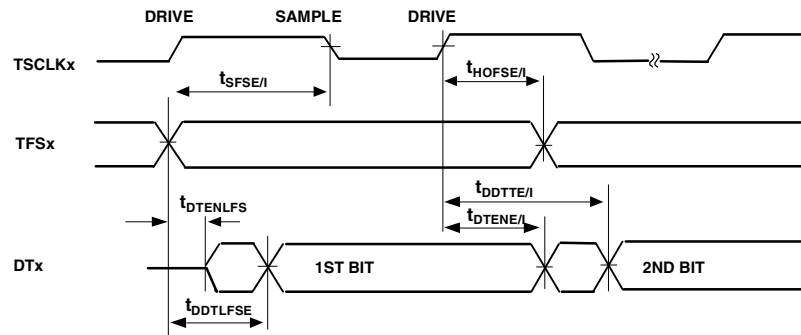 DRIVE SAMPLE DRIVE
TSCLKx
tSFSE/I tHOFSE/I
TFSx
tDDTTE/I
tDTENLFS tDTENE/I
DTx 1ST BIT 2ND BIT
tDDTLFSE